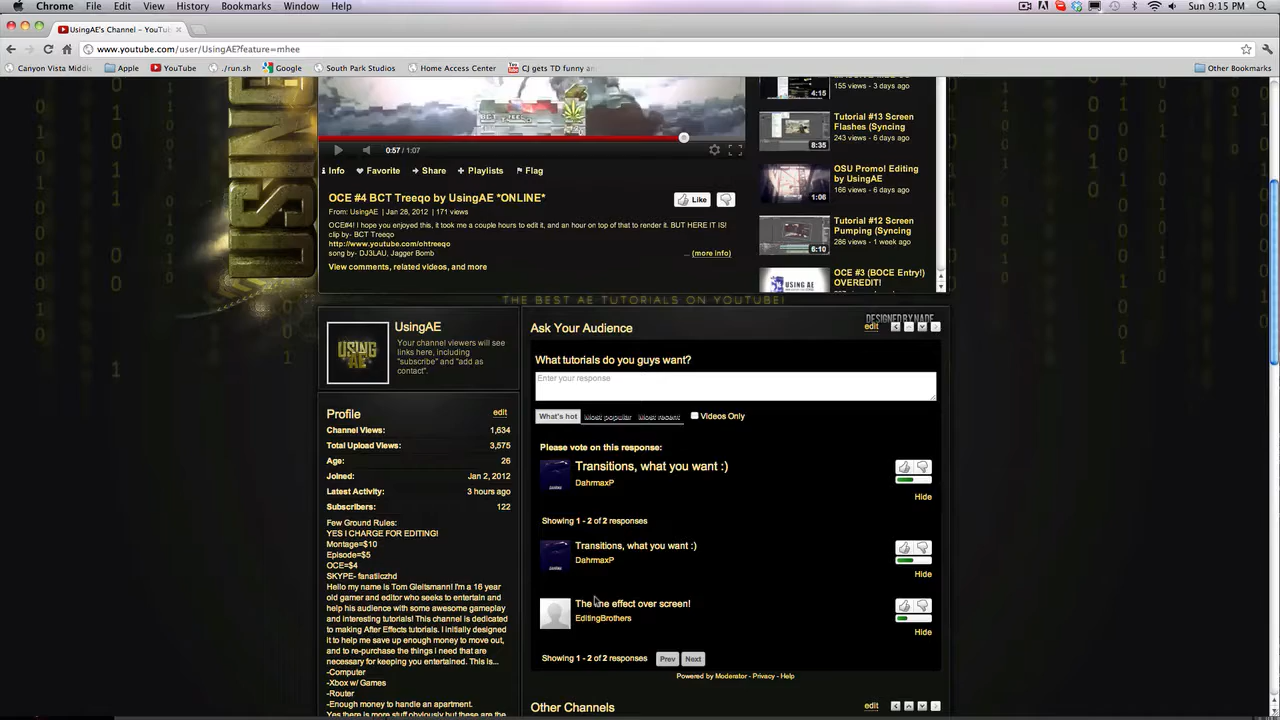 Chrome File Edit View History Bookmarks Window Help
Sun 9:15 PM
UsingAE's Channel - YouTu
www.youtube.com/user/UsingAE?feature=mhee
Canyon Vista Middl Apple YouTube ./run.sh Google South Park Studios Home Access Center CJ gets TD funny an Other Bookmarks
USING
BCT TREEQO
4:15
155 views - 3 days ago
Tutorial #13 Screen
Flashes (Syncing
243 views - 6 days ago
8:35
0:57 / 1:07
Info Favorite Share Playlists Flag
OSU Promo! Editing
by UsingAE
166 views - 6 days ago
1:06
OCE #4 BCT Treeqo by UsingAE *ONLINE*
Like
From: UsingAE | Jan 28, 2012 | 171 views
OCE#4! I hope you enjoyed this, it took me a couple hours to edit it, and an hour on top of that to render it. BUT HERE IT IS!
clip by- BCT Treeqo
http://www.youtube.com/ohtreeqo
song by- DJ3LAU, Jagger Bomb
... (more info)
View comments, related videos, and more
Tutorial #12 Screen
Pumping (Syncing
286 views - 1 week ago
6:10
OCE #3 (BOCE Entry!)
OVEREDIT!
USING AE
THE BEST AE TUTORIALS ON YOUTUBE!
DESIGNED BY NADE
UsingAE
Your channel viewers will see
links here, including
"subscribe" and "add as
contact".
USING
AE
Profile edit
Channel Views: 1,634
Total Upload Views: 3,575
Age: 26
Joined: Jan 2, 2012
Latest Activity: 3 hours ago
Subscribers: 122
Few Ground Rules:
YES I CHARGE FOR EDITING!
Montage=$10
Episode=$5
OCE=$4
SKYPE- fanatiiczhd
Hello my name is Tom Gleitsmann! I'm a 16 year
old gamer and editor who seeks to entertain and
help his audience with some awesome gameplay
and interesting tutorials! This channel is dedicated
to making After Effects tutorials. I initially designed
it to help me save up enough money to move out,
and to re-purchase the things I need that are
necessary for keeping you entertained. This is...
-Computer
-Xbox w/ Games
-Router
-Enough money to handle an apartment.
Yes there is more stuff obviously but these are the
Ask Your Audience edit
What tutorials do you guys want?
Enter your response
What's hot Most popular Most recent Videos Only
Please vote on this response:
Transitions, what you want :)
DahrmaxP
Hide
Showing 1 - 2 of 2 responses
Transitions, what you want :)
DahrmaxP
Hide
effect over screen!
EditingBrothers
Hide
Showing 1 - 2 of 2 responses Prev Next
Powered by Moderator - Privacy - Help
Other Channels edit